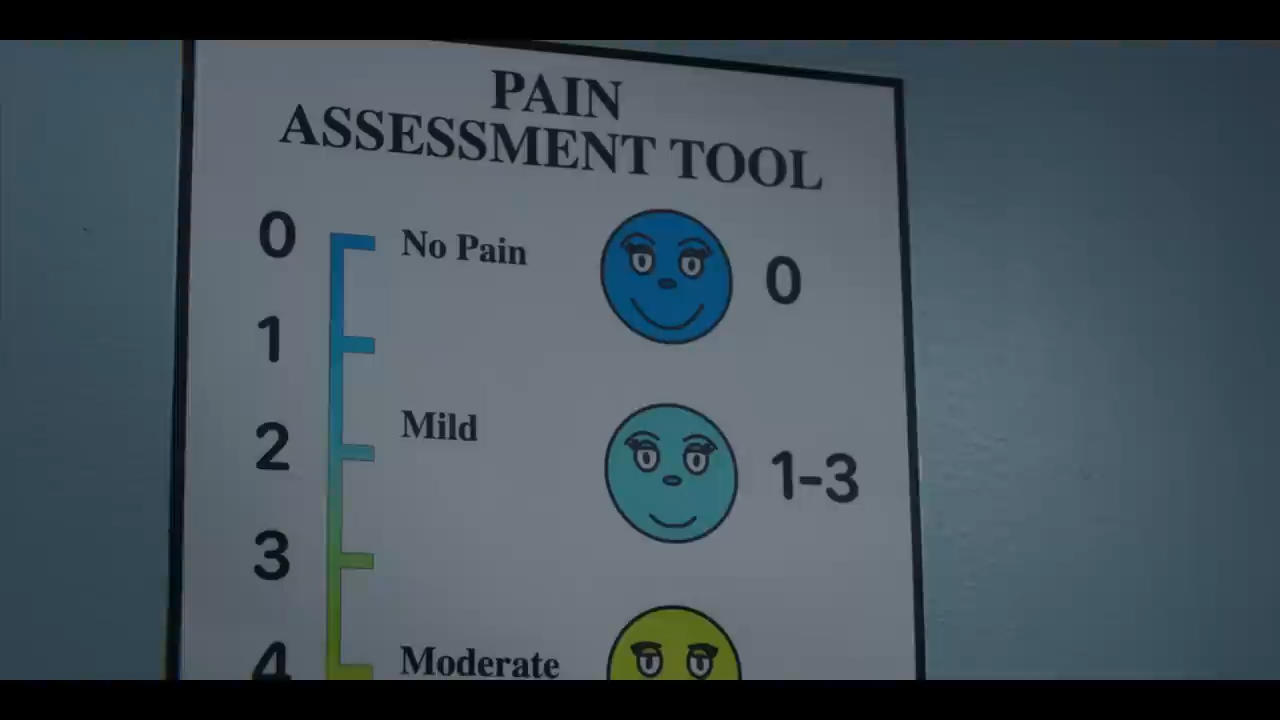 PAIN
ASSESSMENT TOOL
0 No Pain 0
1
2 Mild 1-3
3
4 Moderate